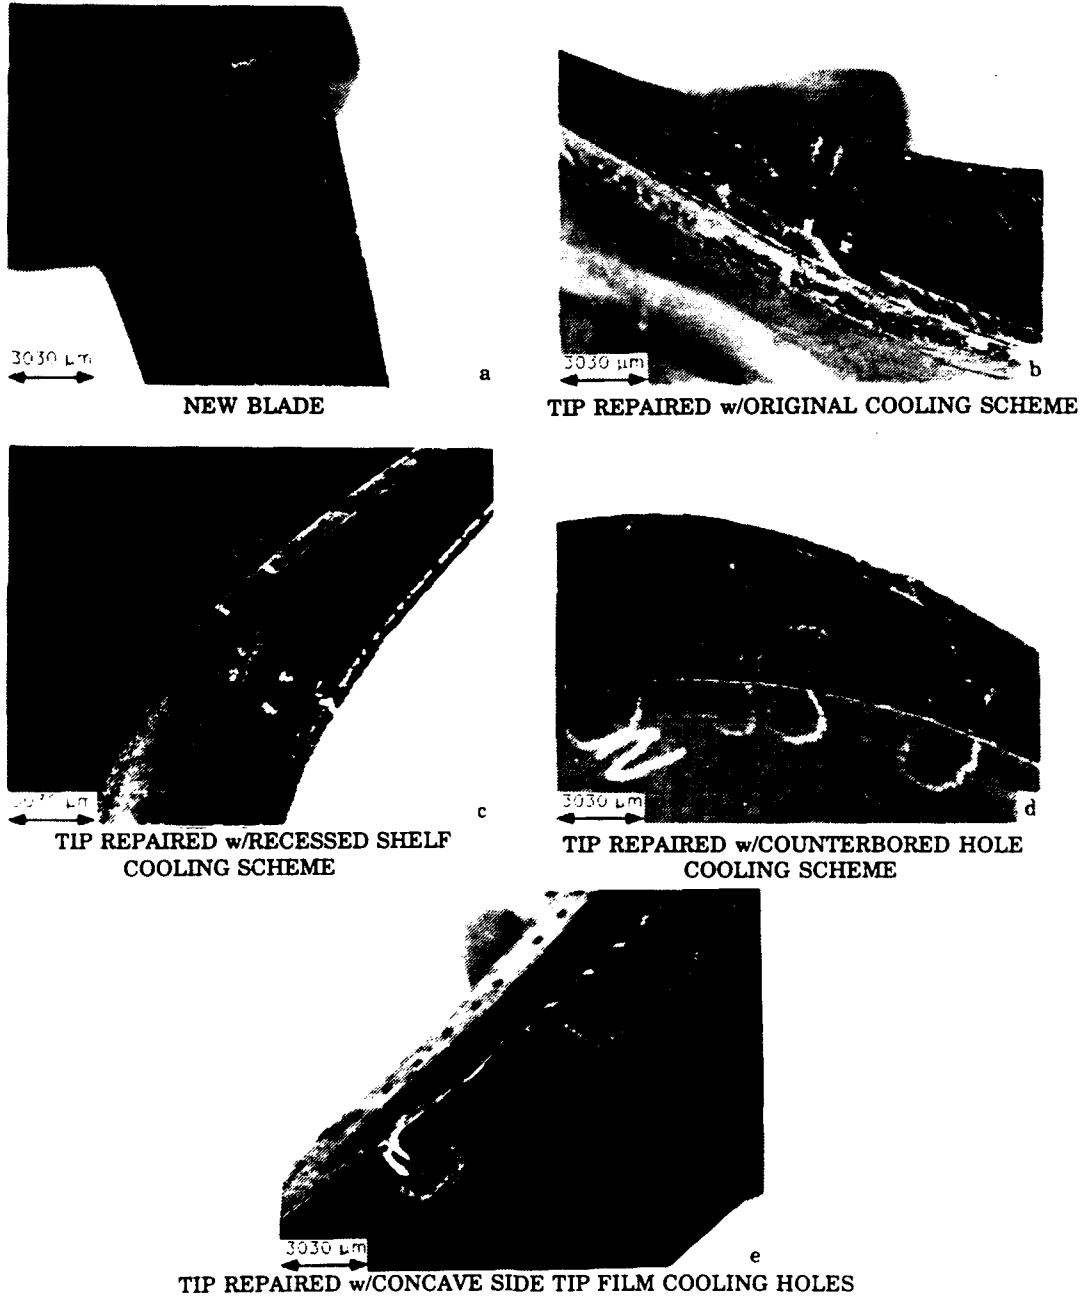 3030 µm
a
NEW BLADE
3030 µm
b
TIP REPAIRED w/ORIGINAL COOLING SCHEME
µm
c
TIP REPAIRED w/RECESSED SHELF
COOLING SCHEME
3030 µm
d
TIP REPAIRED w/COUNTERBORED HOLE
COOLING SCHEME
3030 µm
e
TIP REPAIRED w/CONCAVE SIDE TIP FILM COOLING HOLES